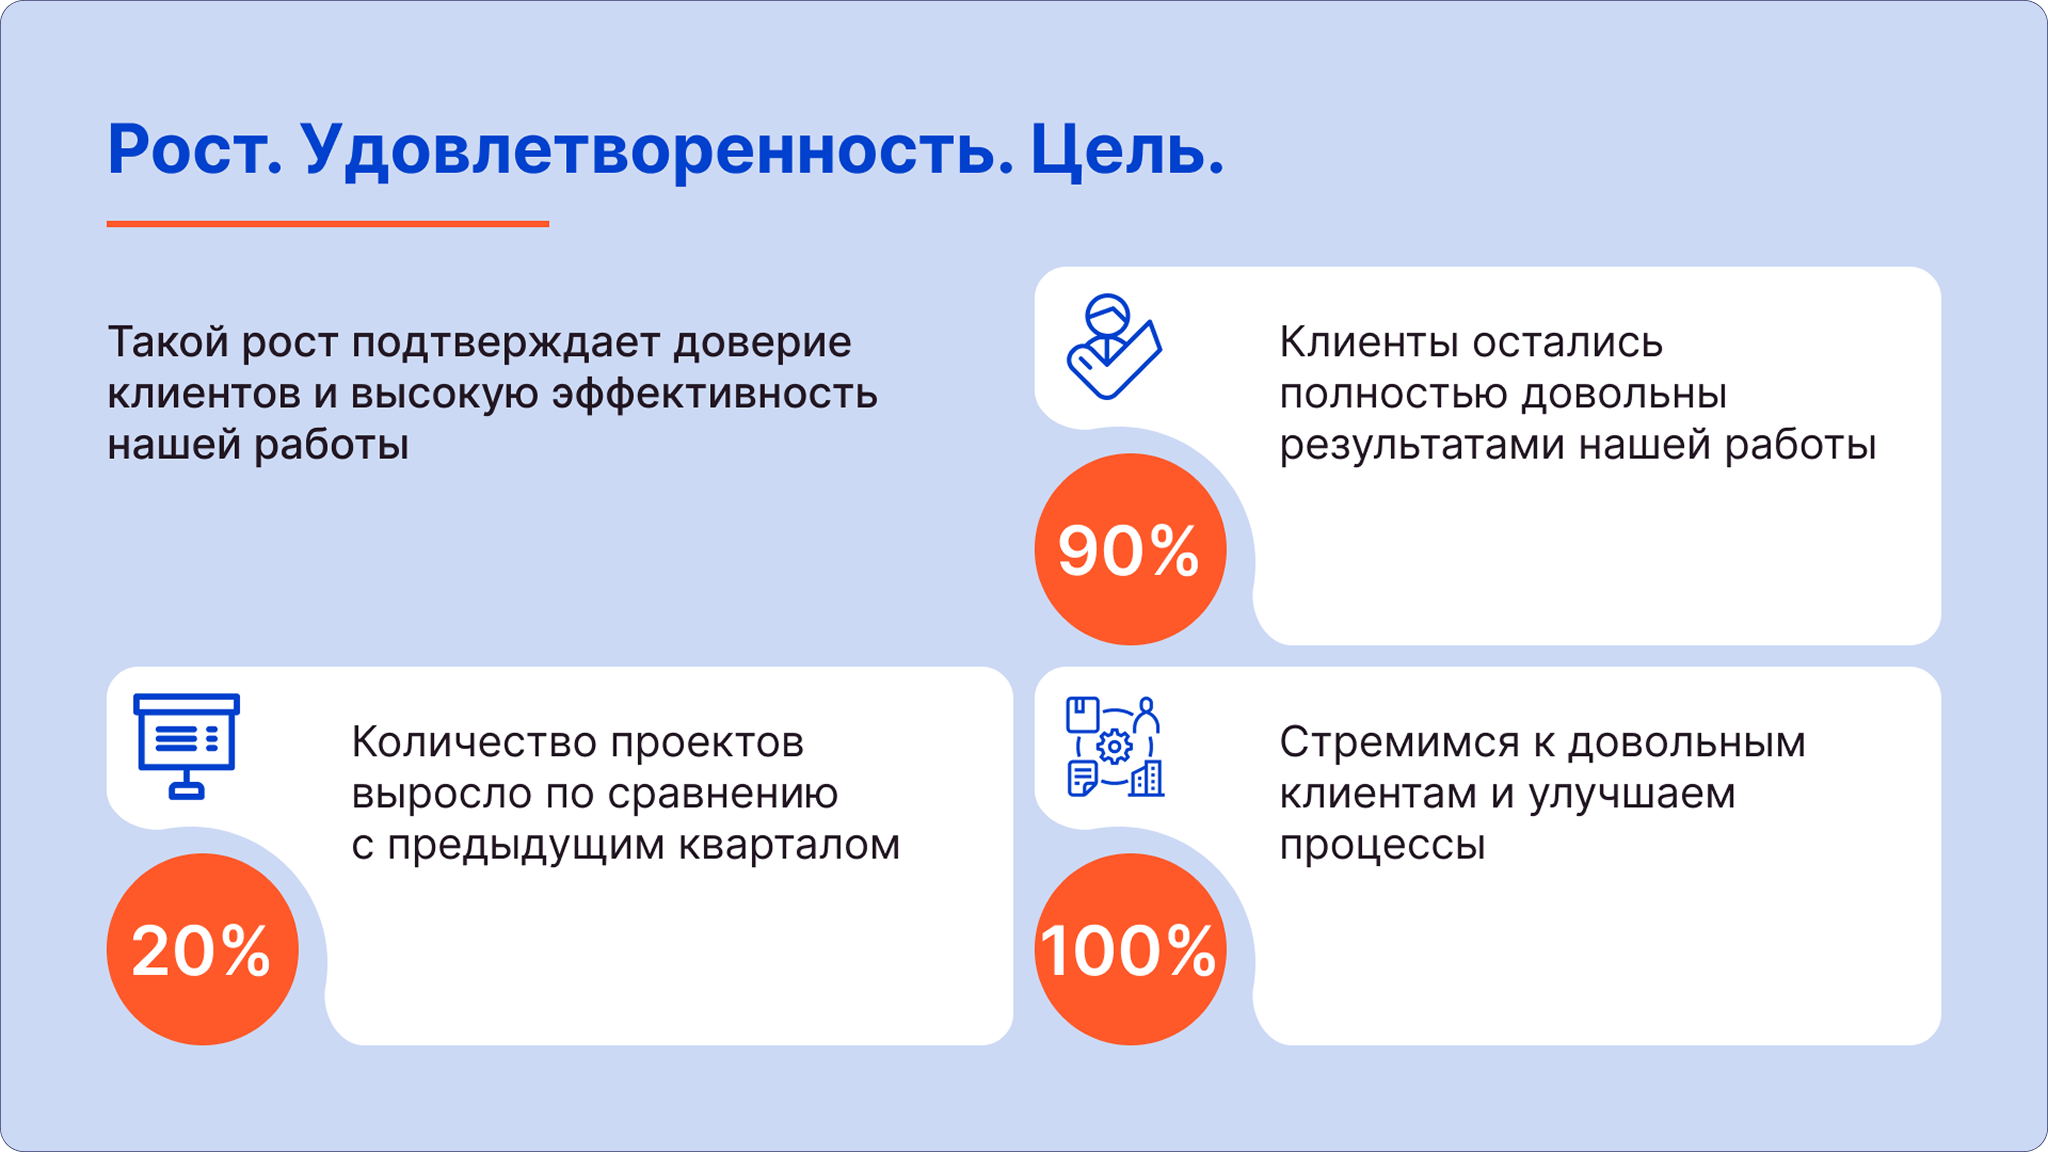 Рост. Удовлетворенность. Цель.
Такой рост подтверждает доверие
клиентов и высокую эффективность
нашей работы
Клиенты остались
полностью довольны
результатами нашей работы
90%
Количество проектов
выросло по сравнению
с предыдущим кварталом
20%
Стремимся к довольным
клиентам и улучшаем
процессы
100%